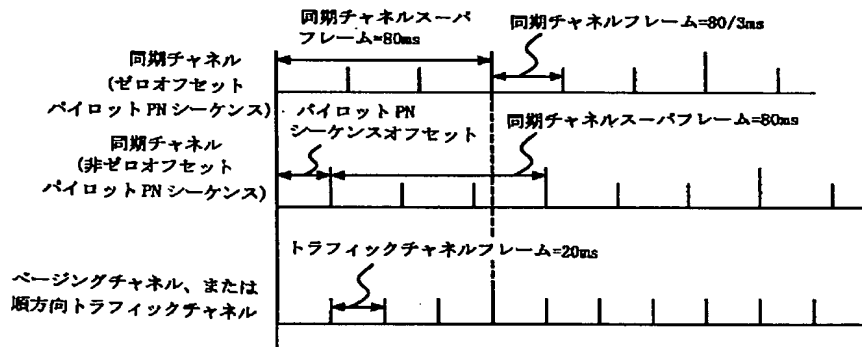 同期チャネルスーパ
フレーム=80ms
同期チャネルフレーム=80/3ms
同期チャネル
(ゼロオフセット
パイロットPNシーケンス)
パイロットPN
シーケンスオフセット
同期チャネルスーパフレーム=80ms
同期チャネル
(非ゼロオフセット
パイロットPNシーケンス)
トラフィックチャネルフレーム=20ms
ページングチャネル、または
順方向トラフィックチャネル